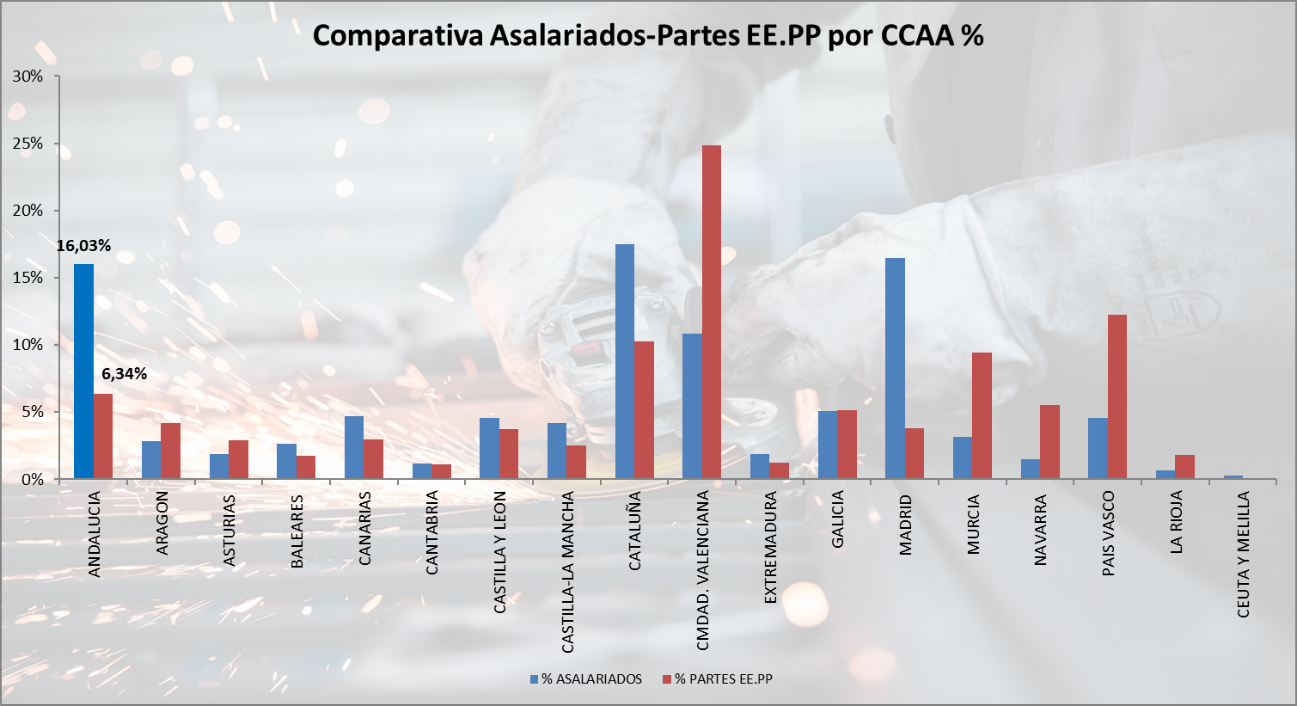 Comparativa Asalariados-Partes EE.PP por CCAA %
30%
25%
20%
15%
10%
5%
0%
16,03%
6,34%
ANDALUCIA
ARAGON
ASTURIAS
BALEARES
CANARIAS
CANTABRIA
CASTILLA Y LEON
CASTILLA-LA MANCHA
CATALUÑA
CMDAD. VALENCIANA
EXTREMADURA
GALICIA
MADRID
MURCIA
NAVARRA
PAIS VASCO
LA RIOJA
CEUTA Y MELILLA
% ASALARIADOS
% PARTES EE.PP